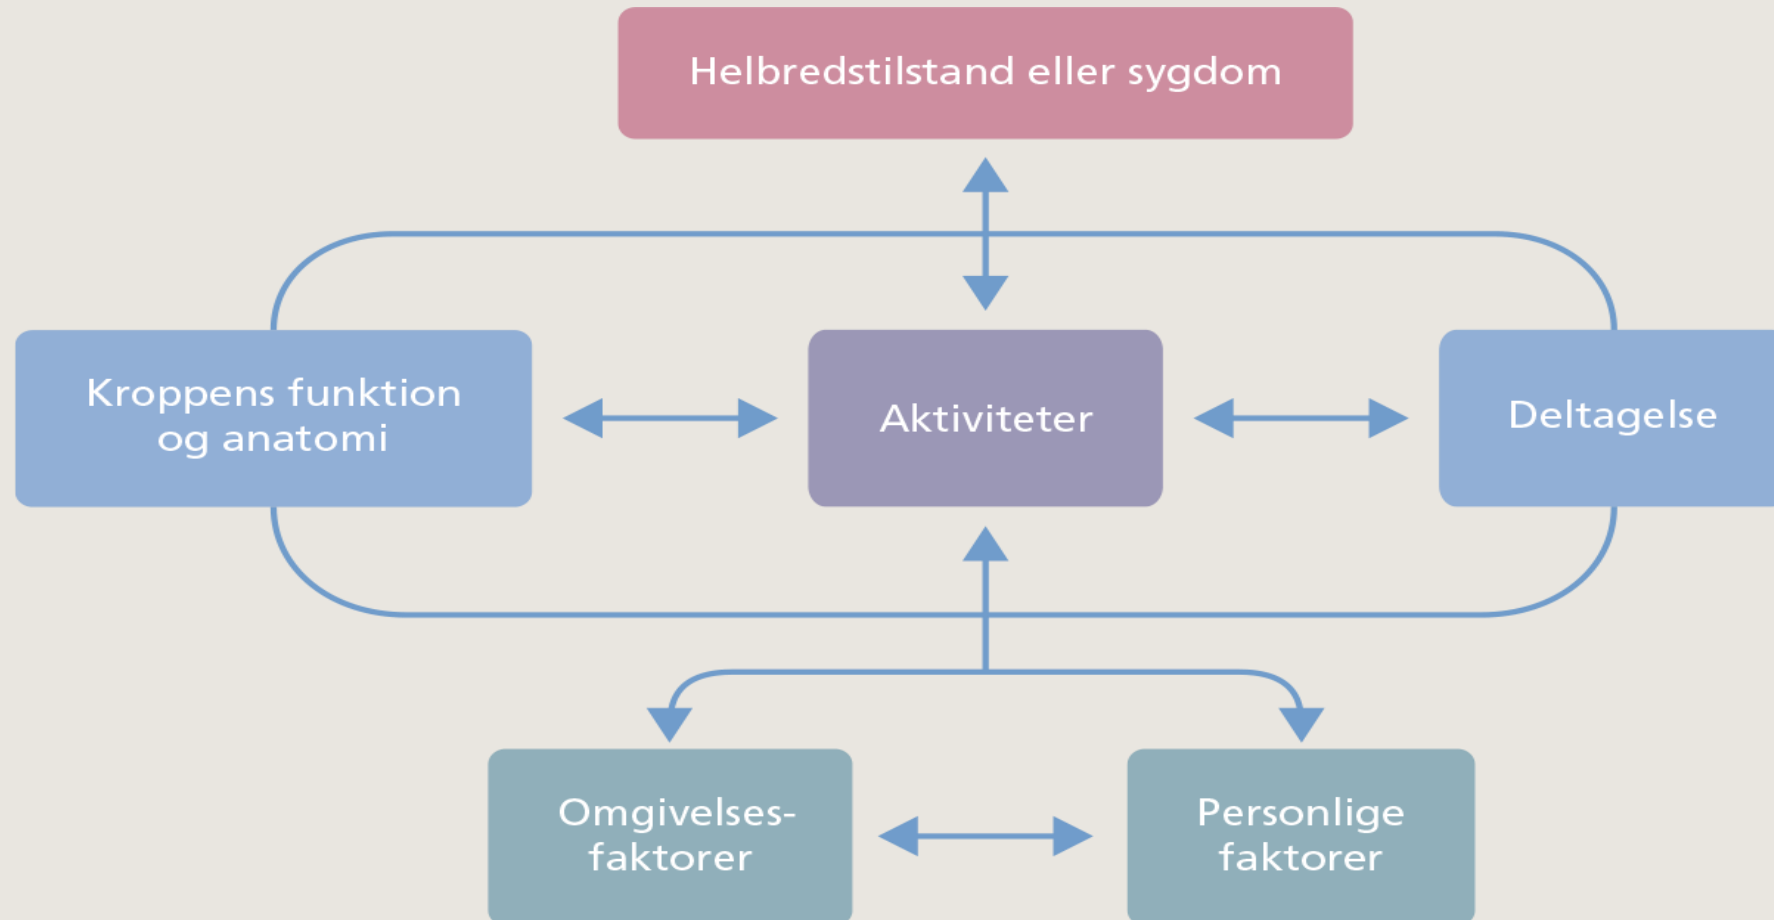 Helbredstilstand eller sygdom
Kroppens funktion
og anatomi
Aktiviteter
Deltagelse
Omgivelses-
faktorer
Personlige
faktorer